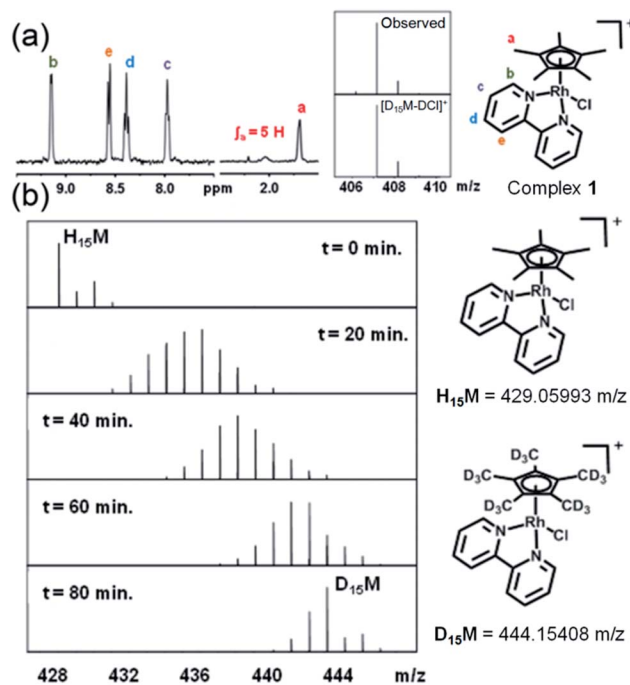 (a)
b
e
d
c
∫a = 5 H
a
9.0 8.5 8.0 ppm 2.0
Observed
[D15M-DCl]+
406 408 410 m/z
+
a
b
c
d
e
Rh
Cl
N
N
Complex 1
(b)
H15M
t = 0 min.
t = 20 min.
t = 40 min.
t = 60 min.
t = 80 min.
D15M
428 432 436 440 444 m/z
+
Rh
N
Cl
N
H15M = 429.05993 m/z
+
CD3
D3C
CD3
D3C
CD3
Rh
N
Cl
N
D15M = 444.15408 m/z